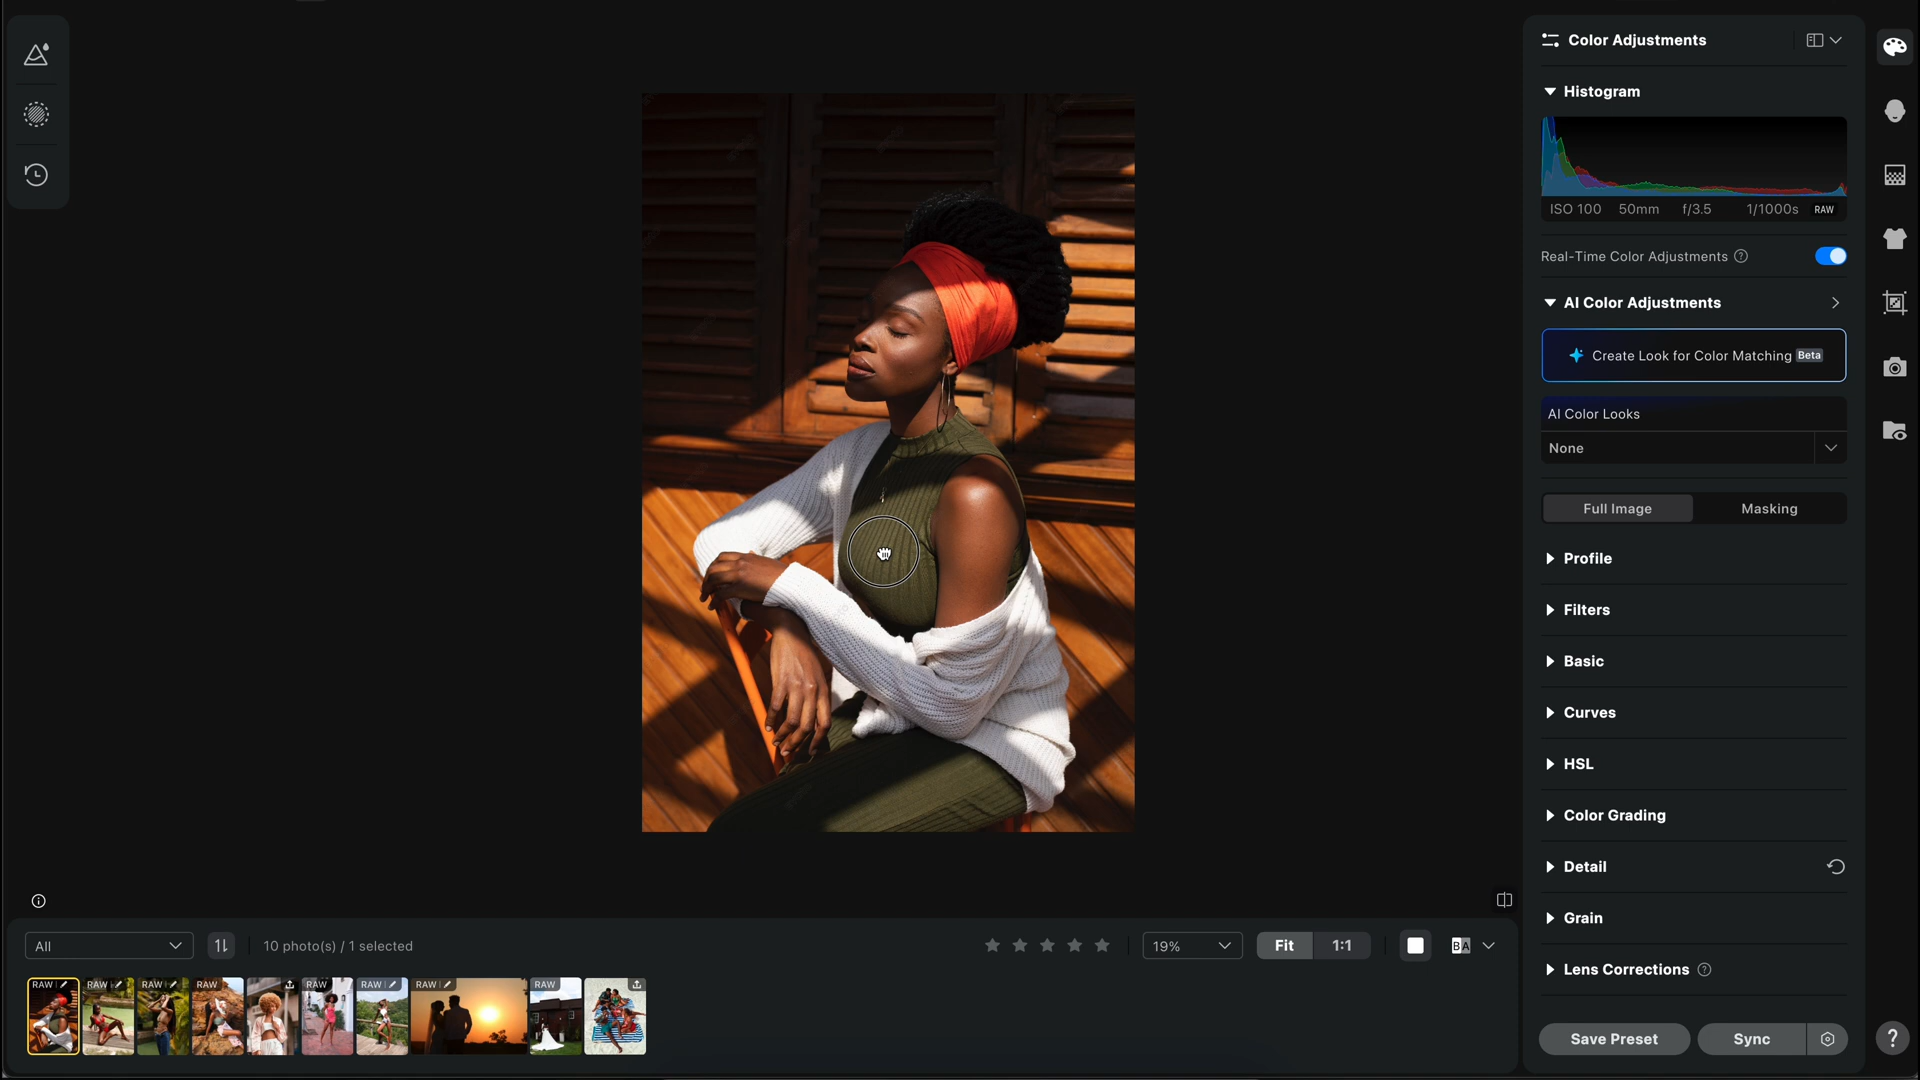 Color Adjustments
Histogram
ISO 100 50mm f/3.5 1/1000s RAW
Real-Time Color Adjustments ?
AI Color Adjustments
Create Look for Color Matching Beta
AI Color Looks
None
Full Image Masking
Profile
Filters
Basic
Curves
HSL
Color Grading
Detail
Grain
Lens Corrections ?
Save Preset Sync ?
All 10 photo(s) / 1 selected 19% Fit 1:1 BA
RAW RAW RAW RAW RAW RAW RAW RAW